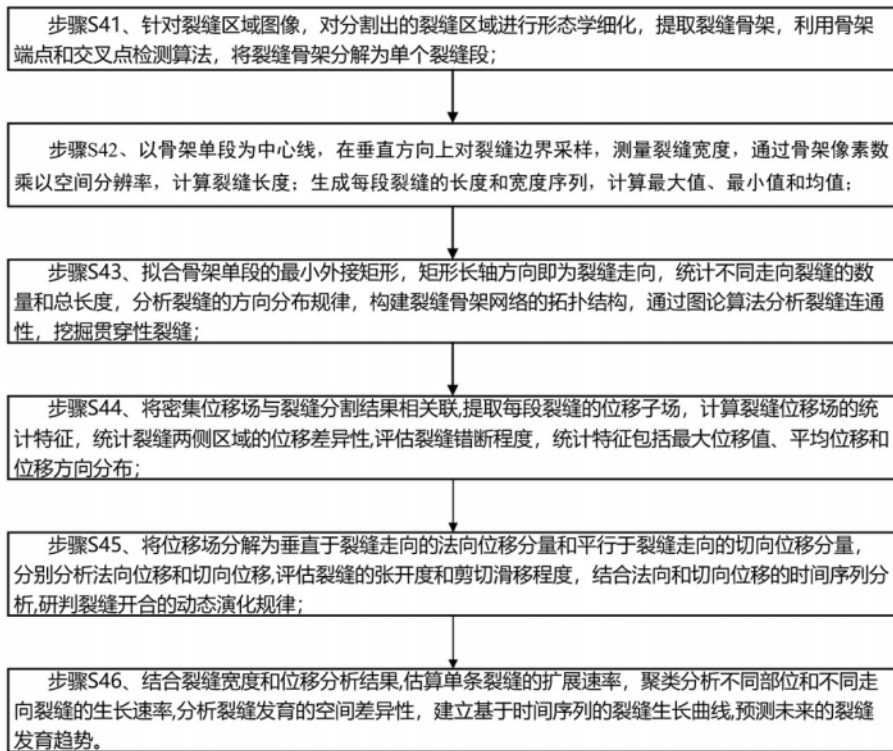 步骤S41、针对裂缝区域图像，对分割出的裂缝区域进行形态学细化，提取裂缝骨架，利用骨架
端点和交叉点检测算法，将裂缝骨架分解为单个裂缝段；
步骤S42、以骨架单段为中心线，在垂直方向上对裂缝边界采样，测量裂缝宽度，通过骨架像素数
乘以空间分辨率，计算裂缝长度；生成每段裂缝的长度和宽度序列，计算最大值、最小值和均值；
步骤S43、拟合骨架单段的最小外接矩形，矩形长轴方向即为裂缝走向，统计不同走向裂缝的数
量和总长度，分析裂缝的方向分布规律，构建裂缝骨架网络的拓扑结构，通过图论算法分析裂缝连通
性，挖掘贯穿性裂缝；
步骤S44、将密集位移场与裂缝分割结果相关联,提取每段裂缝的位移子场，计算裂缝位移场的统
计特征，统计裂缝两侧区域的位移差异性,评估裂缝错断程度，统计特征包括最大位移值、平均位移和
位移方向分布；
步骤S45、将位移场分解为垂直于裂缝走向的法向位移分量和平行于裂缝走向的切向位移分量，
分别分析法向位移和切向位移,评估裂缝的张开度和剪切滑移程度，结合法向和切向位移的时间序列分
析,研判裂缝开合的动态演化规律；
步骤S46、结合裂缝宽度和位移分析结果,估算单条裂缝的扩展速率，聚类分析不同部位和不同走
向裂缝的生长速率,分析裂缝发育的空间差异性，建立基于时间序列的裂缝生长曲线,预测未来的裂缝
发育趋势。